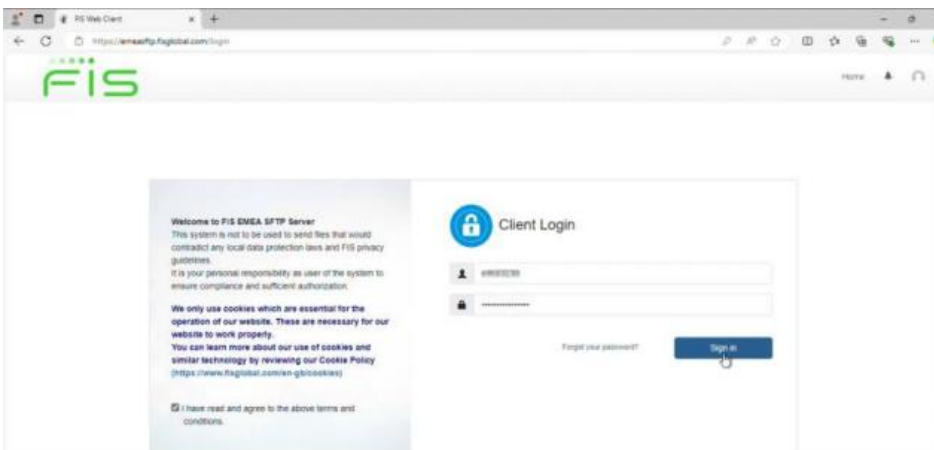 FIS Web Client
https://emeasftp.fisglobal.com/login
FiS
Home
Welcome to FIS EMEA SFTP Server
This system is not to be used to send files that would
contradict any local data protection laws and FIS privacy
guidelines.
It is your personal responsibility as user of the system to
ensure compliance and sufficient authorization.
We only use cookies which are essential for the
operation of our website. These are necessary for our
website to work properly.
You can learn more about our use of cookies and
similar technology by reviewing our Cookie Policy
(https://www.fisglobal.com/en-gb/cookies)
I have read and agree to the above terms and
conditions.
Client Login
Forgot your password?
Sign in